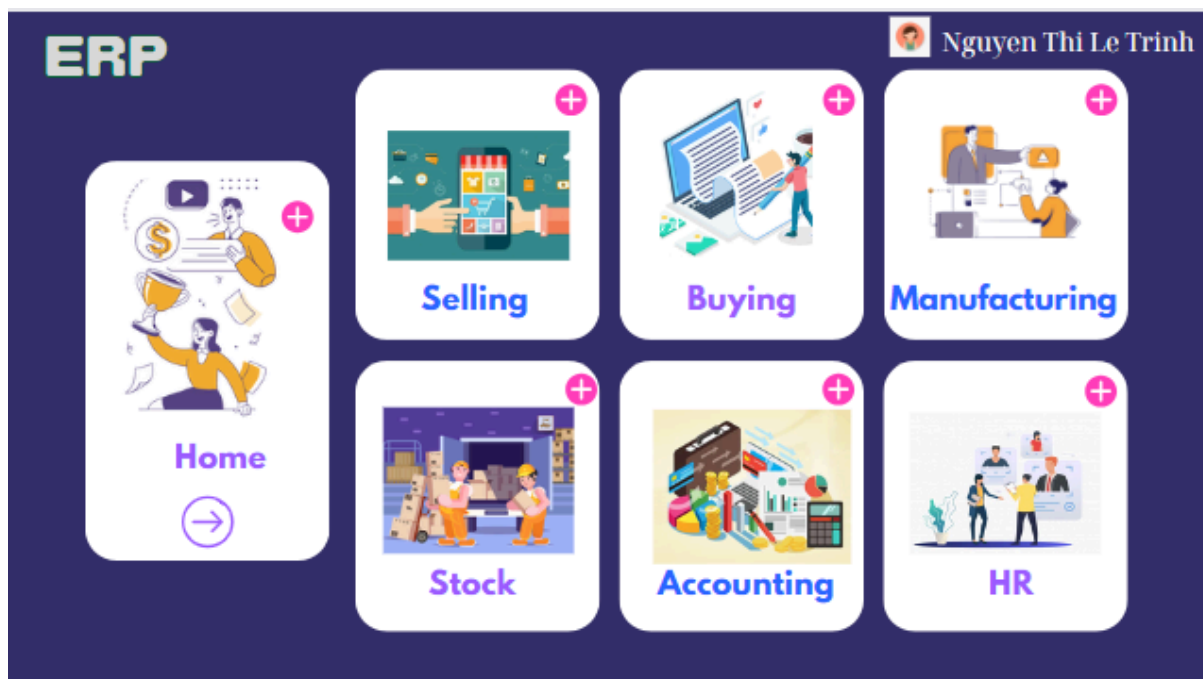 ERP
Nguyen Thi Le Trinh
Selling
Buying
Manufacturing
Home
Stock
Accounting
HR